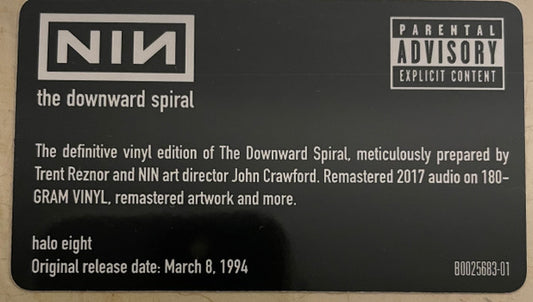 NIN
PARENTAL
ADVISORY
EXPLICIT CONTENT
the downward spiral
The definitive vinyl edition of The Downward Spiral, meticulously prepared by
Trent Reznor and NIN art director John Crawford. Remastered 2017 audio on 180-
GRAM VINYL, remastered artwork and more.
halo eight
Original release date: March 8, 1994
B0025683-01